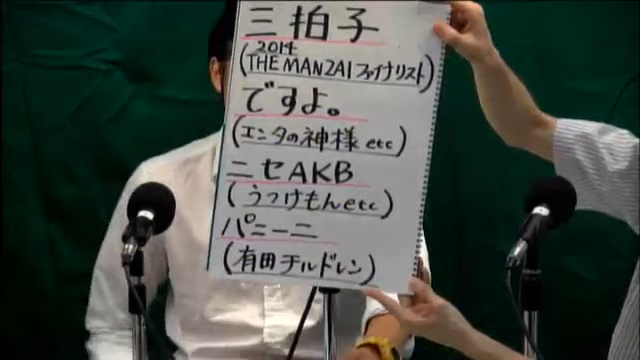 三拍子
2014
(THE MANZAI ファイナリスト)
ですよ。
(エンタの神様 etc)
ニセAKB
(うつけもん etc)
パニーニ
(有田チルドレン)